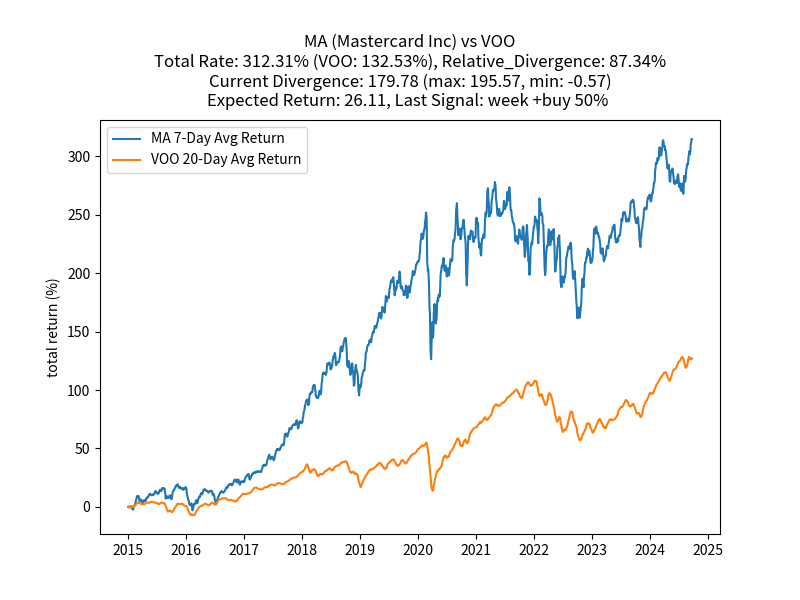 MA (Mastercard Inc) vs VOO
Total Rate: 312.31% (VOO: 132.53%), Relative_Divergence: 87.34%
Current Divergence: 179.78 (max: 195.57, min: -0.57)
Expected Return: 26.11, Last Signal: week +buy 50%
MA 7-Day Avg Return
VOO 20-Day Avg Return
total return (%)
300
250
200
150
100
50
0
2015 2016 2017 2018 2019 2020 2021 2022 2023 2024 2025